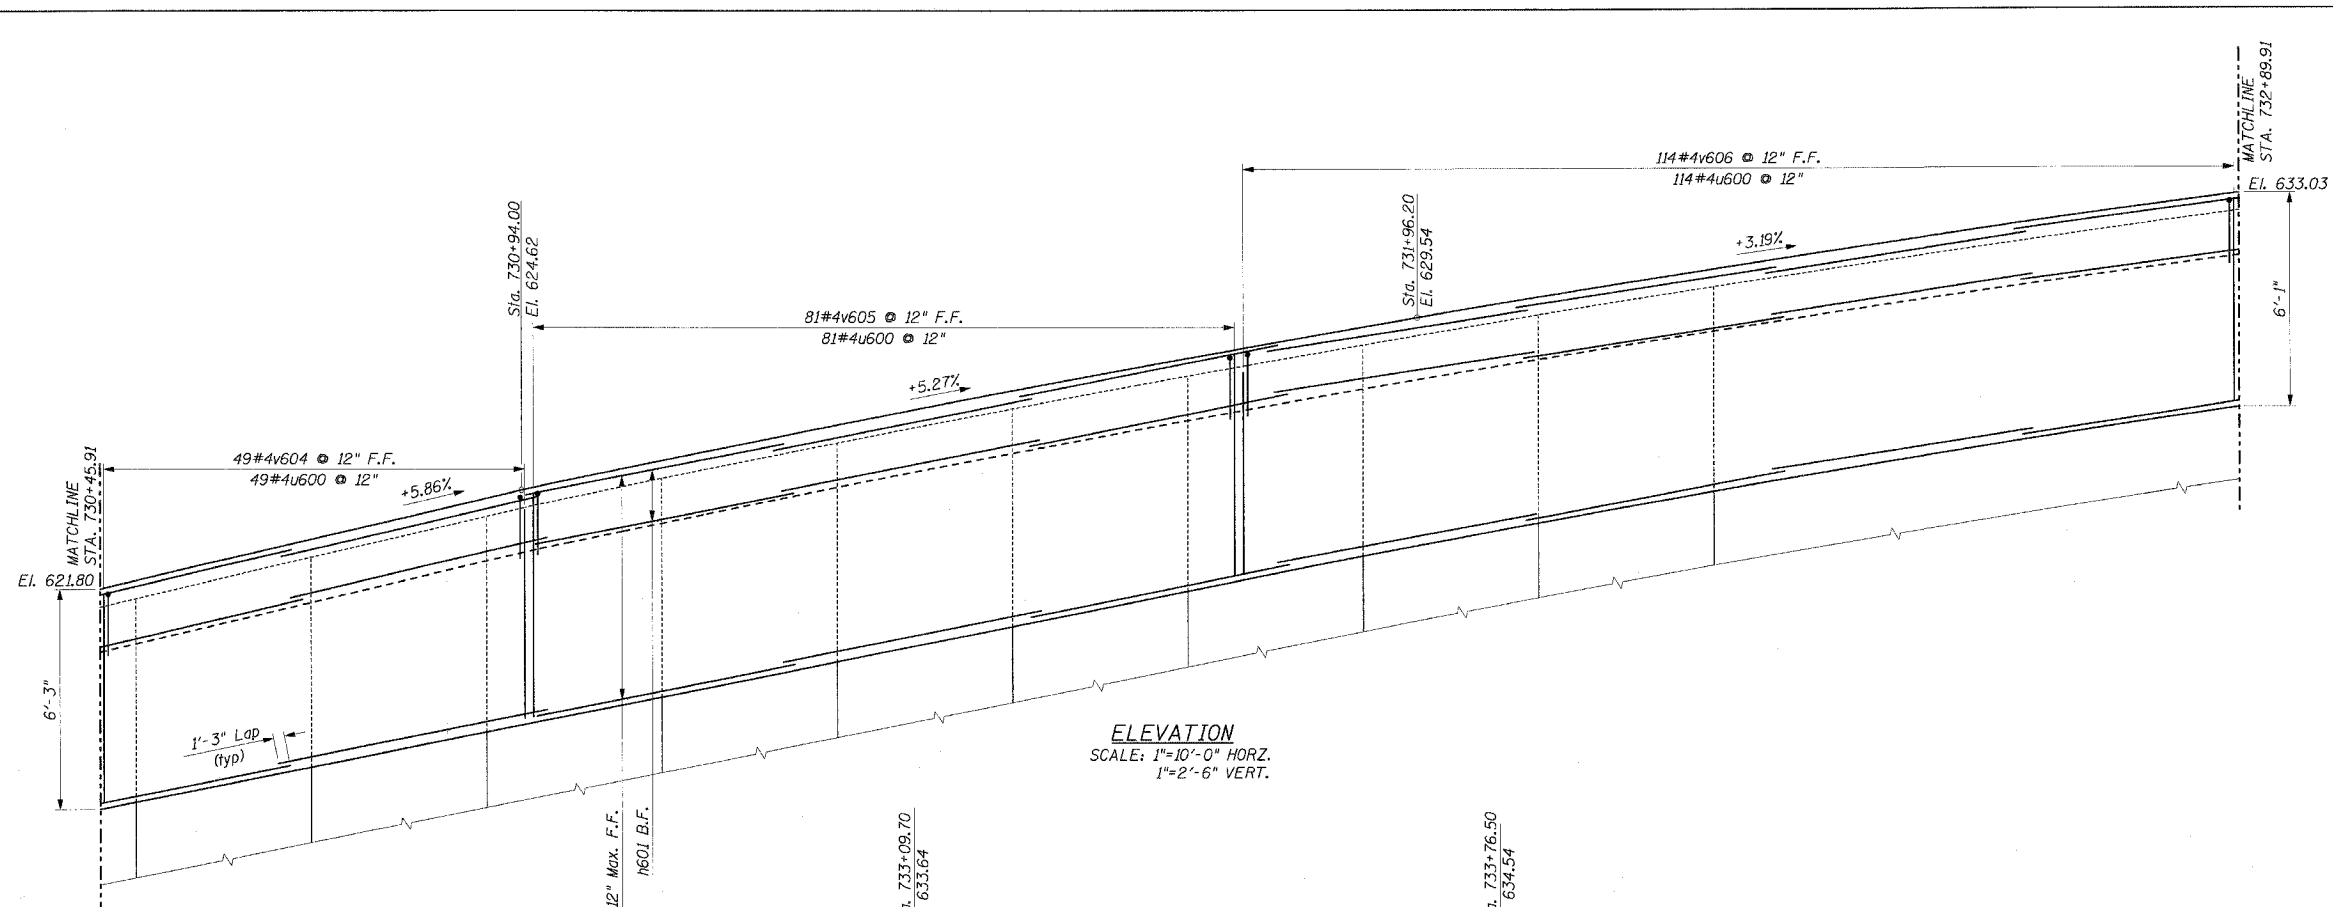 MATCHLINE
STA. 732+89.91
114#4v606 @ 12" F.F.
114#4u600 @ 12"
El. 633.03
Sta. 730+94.00
El. 624.62
Sta. 731+96.20
El. 629.54
+3.19%
6'-1"
81#4v605 @ 12" F.F.
81#4u600 @ 12"
+5.27%
MATCHLINE
STA. 730+45.91
49#4v604 @ 12" F.F.
49#4u600 @ 12"
+5.86%
El. 621.80
6'-3"
1'-3" Lap
(typ)
ELEVATION
SCALE: 1"=10'-0" HORZ.
1"=2'-6" VERT.
12" Max. F.F.
h601 B.F.
733+09.70
633.64
733+76.50
634.54